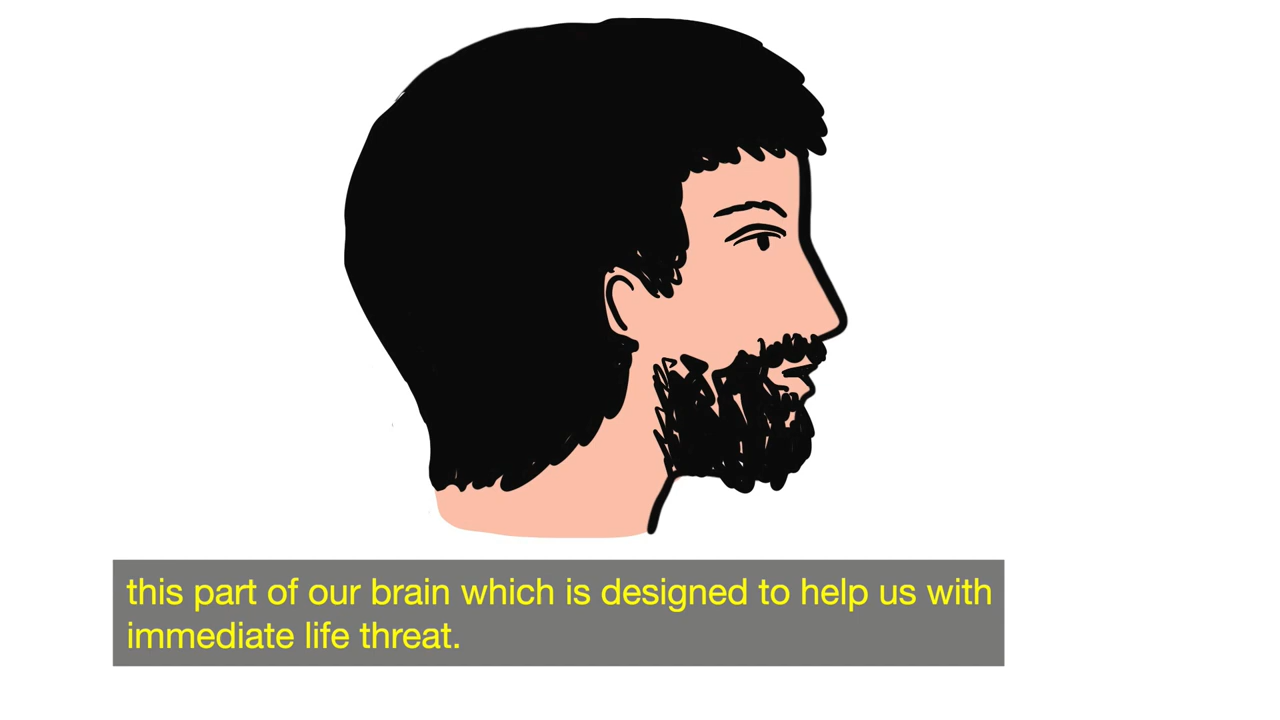 this part of our brain which is designed to help us with
immediate life threat.